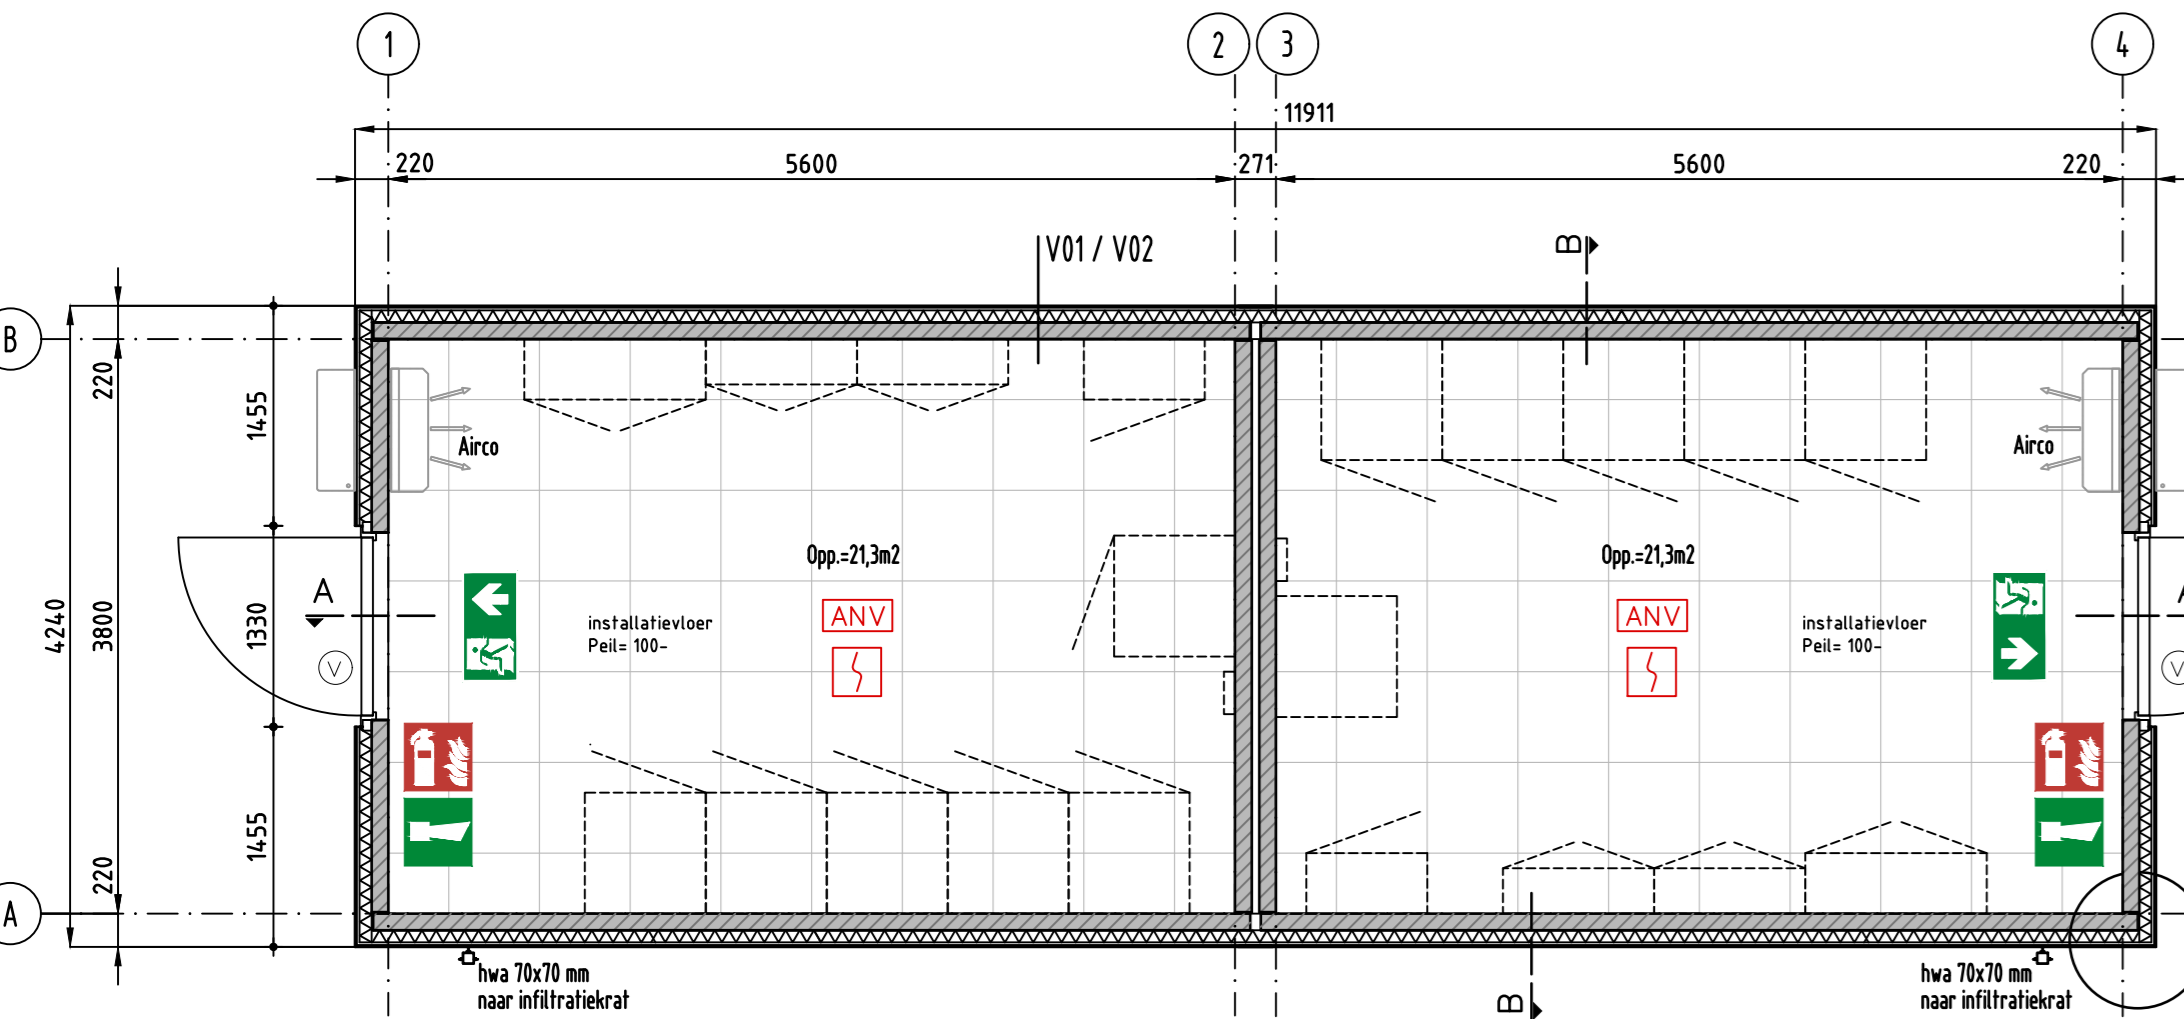 1
2
3
4
11911
220
5600
271
5600
220
V01 / V02
B
B
220
1455
Airco
Airco
Opp.=21,3m2
Opp.=21,3m2
A
A
4240
3800
1330
ANV
ANV
installatievloer
Peil= 100-
installatievloer
Peil= 100-
V
V
1455
220
A
hwa 70x70 mm
naar infiltratiekrat
B
hwa 70x70 mm
naar infiltratiekrat